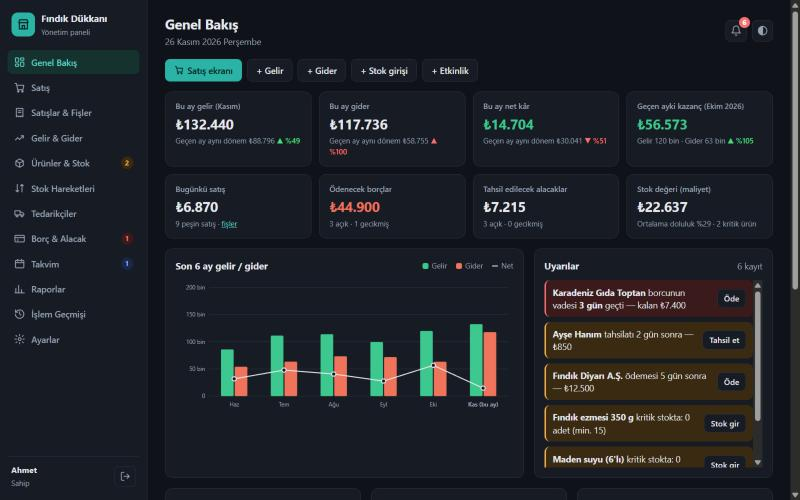 Fındık Dükkanı
Yönetim paneli
Genel Bakış
Satış
Satışlar & Fişler
Gelir & Gider
Ürünler & Stok
2
Stok Hareketleri
Tedarikçiler
Borç & Alacak
1
Takvim
1
Raporlar
İşlem Geçmişi
Ayarlar
Ahmet
Sahip
Genel Bakış
26 Kasım 2026 Perşembe
6
Satış ekranı
+ Gelir
+ Gider
+ Stok girişi
+ Etkinlik
Bu ay gelir (Kasım)
₺132.440
Geçen ay aynı dönem ₺88.796 ▲ %49
Bu ay gider
₺117.736
Geçen ay aynı dönem ₺58.755 ▲
%100
Bu ay net kâr
₺14.704
Geçen ay aynı dönem ₺30.041 ▼ %51
Geçen ayki kazanç (Ekim 2026)
₺56.573
Gelir 120 bin · Gider 63 bin ▲ %105
Bugünkü satış
₺6.870
9 peşin satış · fişler
Ödenecek borçlar
₺44.900
3 açık · 1 gecikmiş
Tahsil edilecek alacaklar
₺7.215
3 açık · 0 gecikmiş
Stok değeri (maliyet)
₺22.637
Ortalama doluluk %29 · 2 kritik ürün
Son 6 ay gelir / gider
Gelir
Gider
Net
200 bin
150 bin
100 bin
50 bin
0
Haz
Tem
Ağu
Eyl
Eki
Kas (bu ay)
Uyarılar
6 kayıt
Karadeniz Gıda Toptan borcunun
vadesi 3 gün geçti — kalan ₺7.400
Öde
Ayşe Hanım tahsilatı 2 gün sonra —
₺850
Tahsil et
Fındık Diyarı A.Ş. ödemesi 5 gün sonra
— ₺12.500
Öde
Fındık ezmesi 350 g kritik stokta: 0
adet (min. 15)
Stok gir
Maden suyu (6'lı) kritik stokta: 0
Stok gir